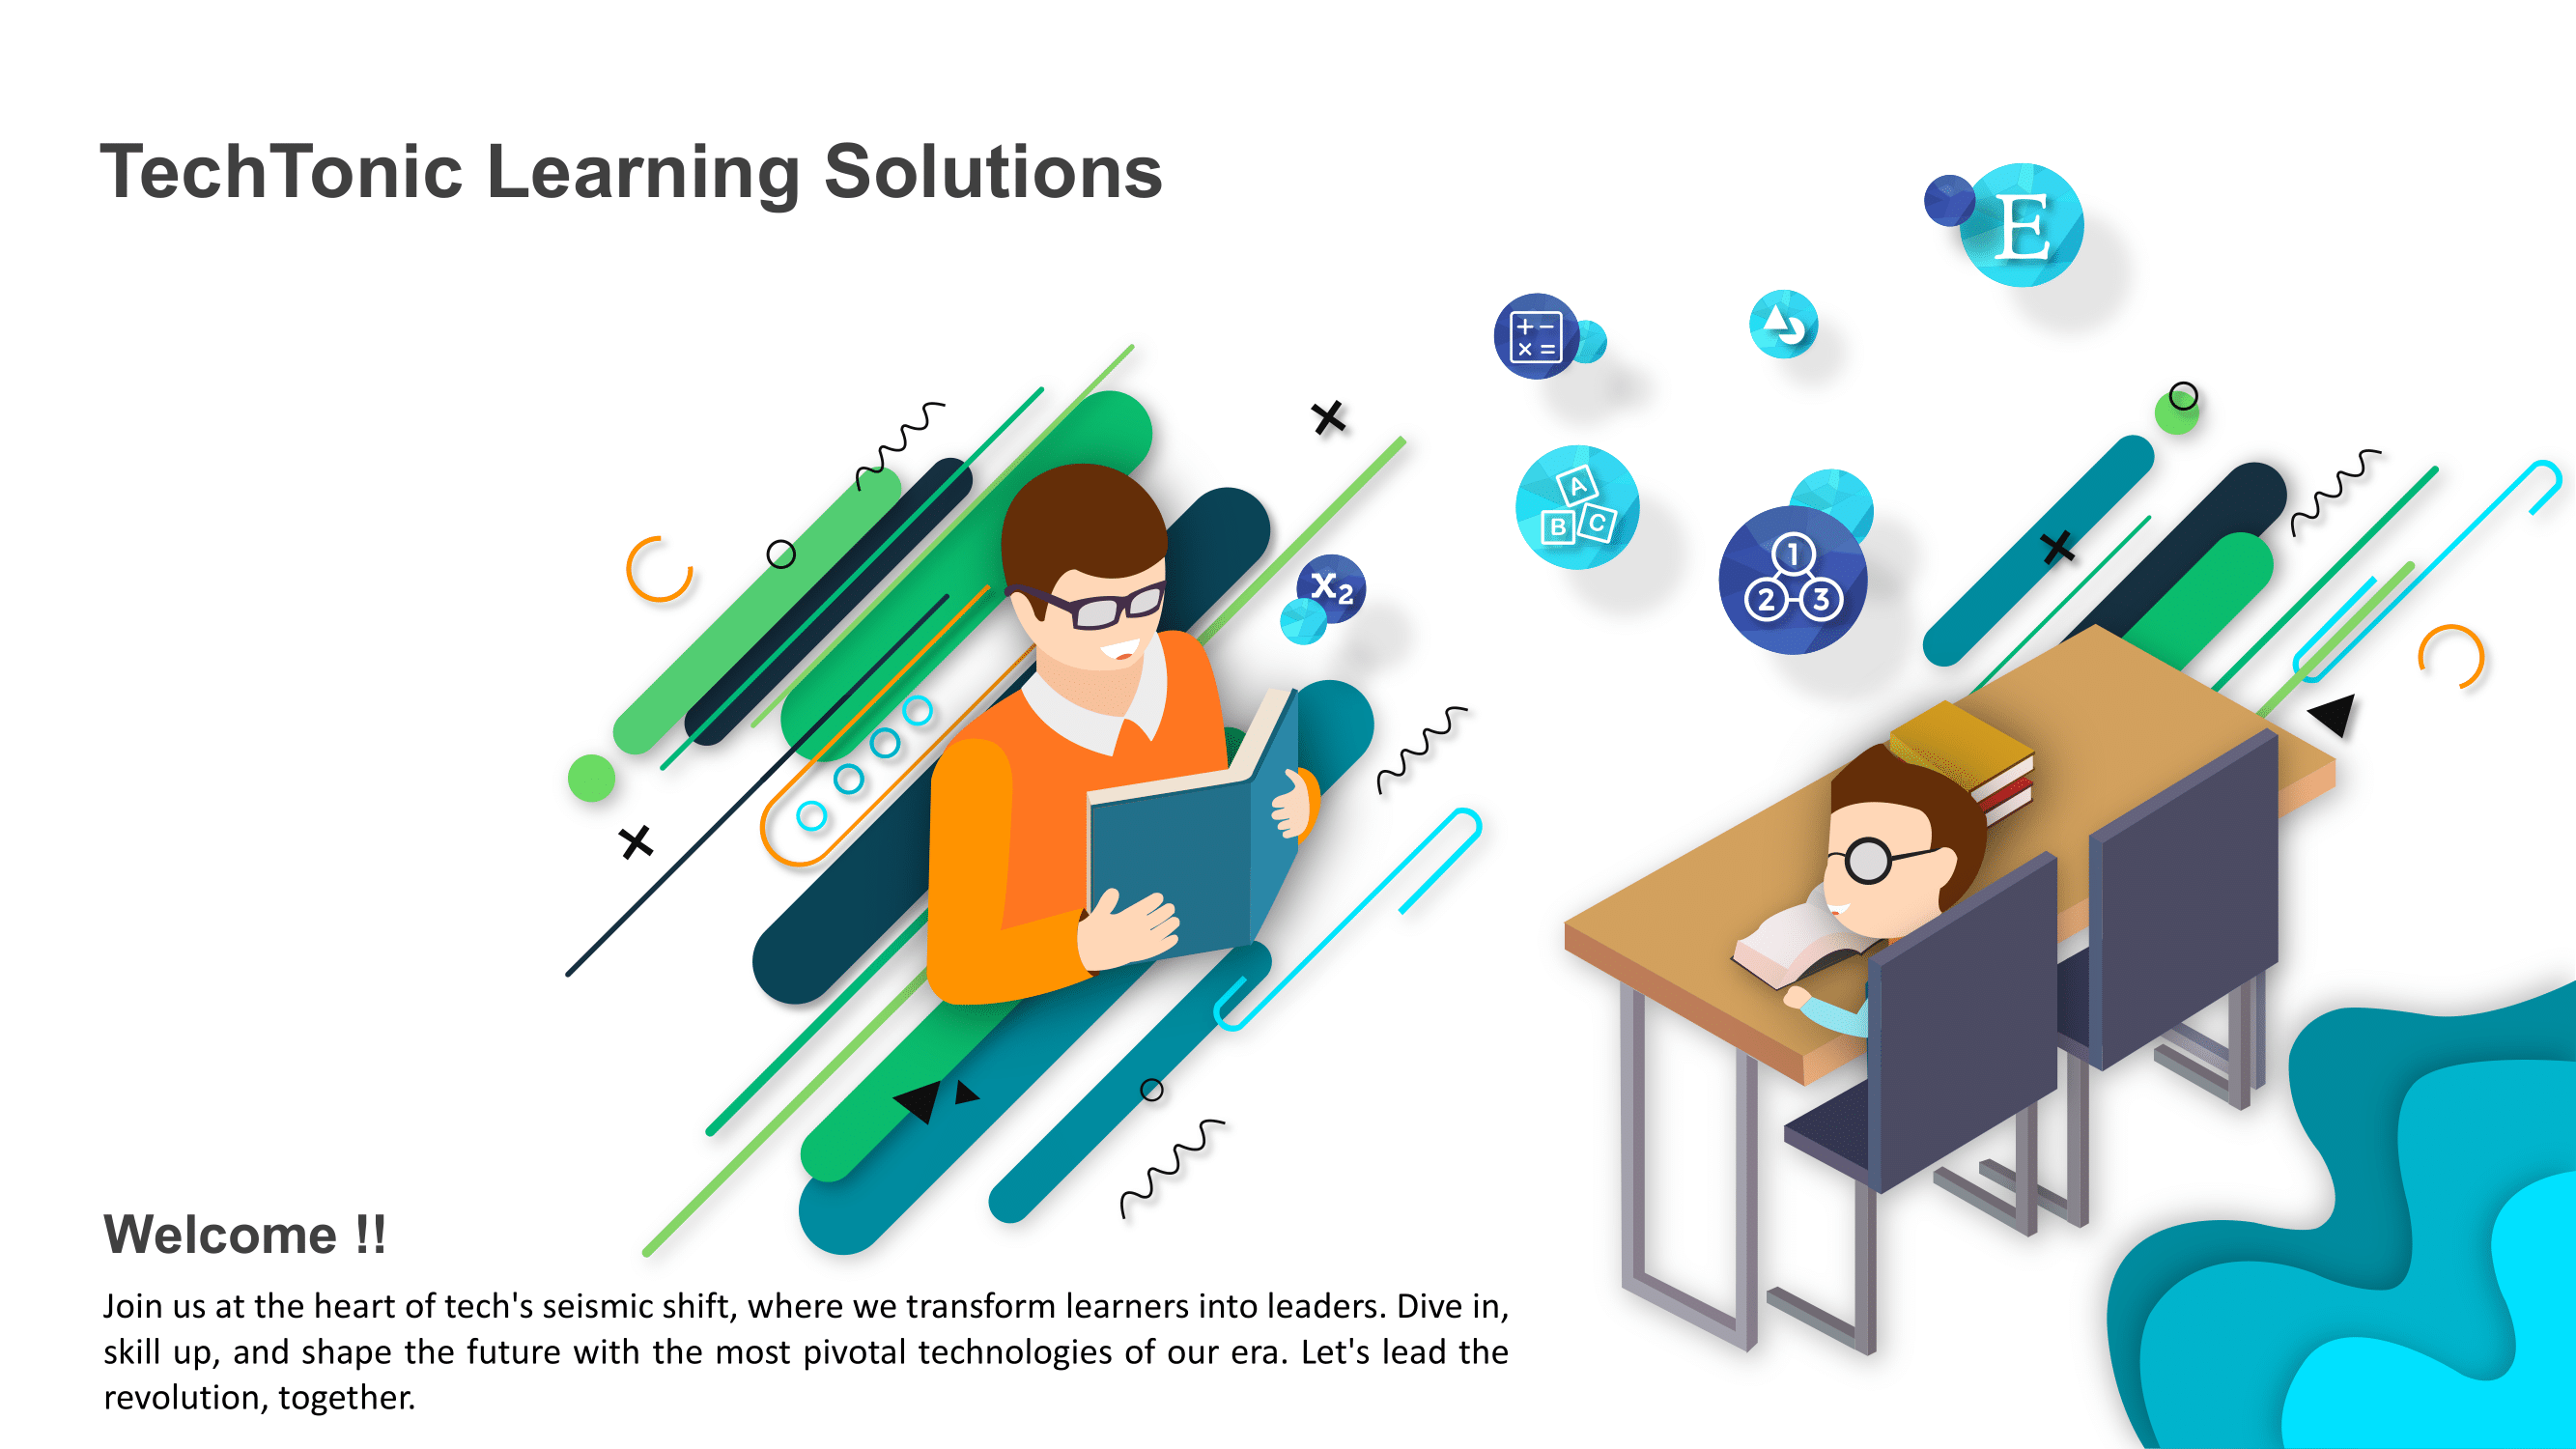 TechTonic Learning Solutions
E
+ −
× =
A
B C
X2
1
2 3
Welcome !!
Join us at the heart of tech's seismic shift, where we transform learners into leaders. Dive in,
skill up, and shape the future with the most pivotal technologies of our era. Let's lead the
revolution, together.